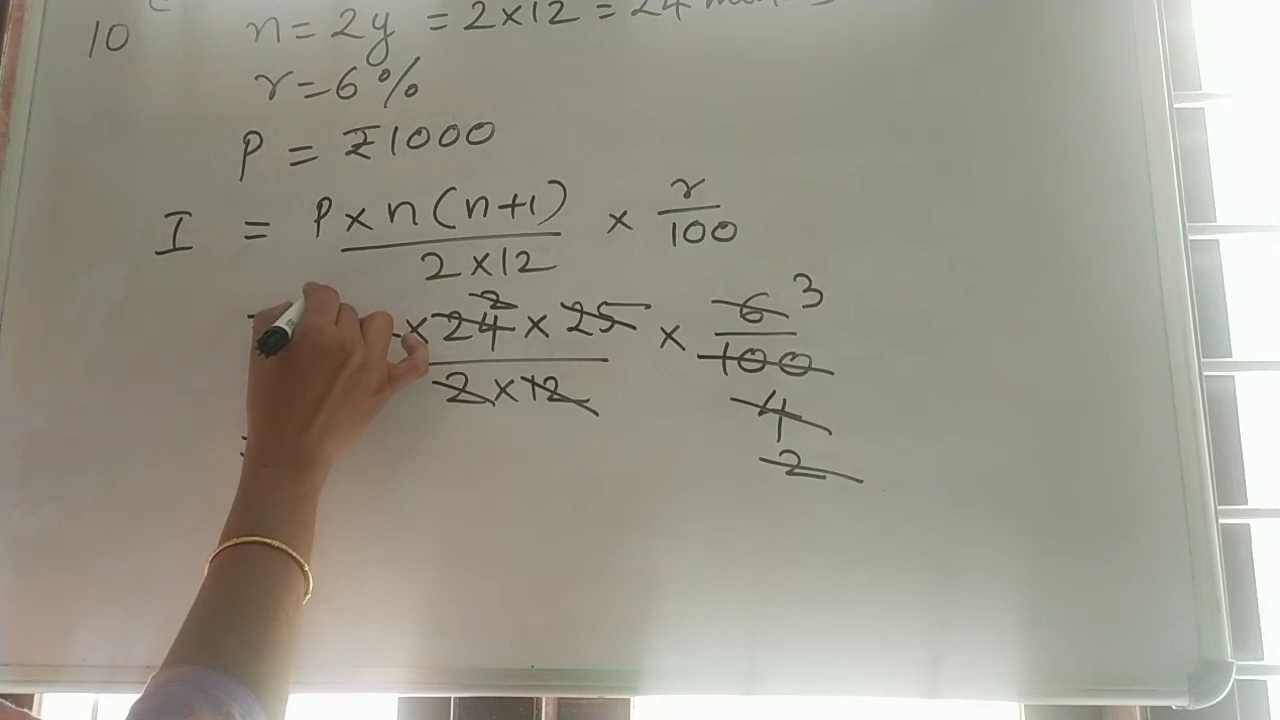 10 n = 2y = 2 × 12 = 24
r = 6%
P = ₹1000
I = P × n (n+1) × r
2 × 12 100
× 24 2 × 25 × 6 3
2 × 12 100
4
2